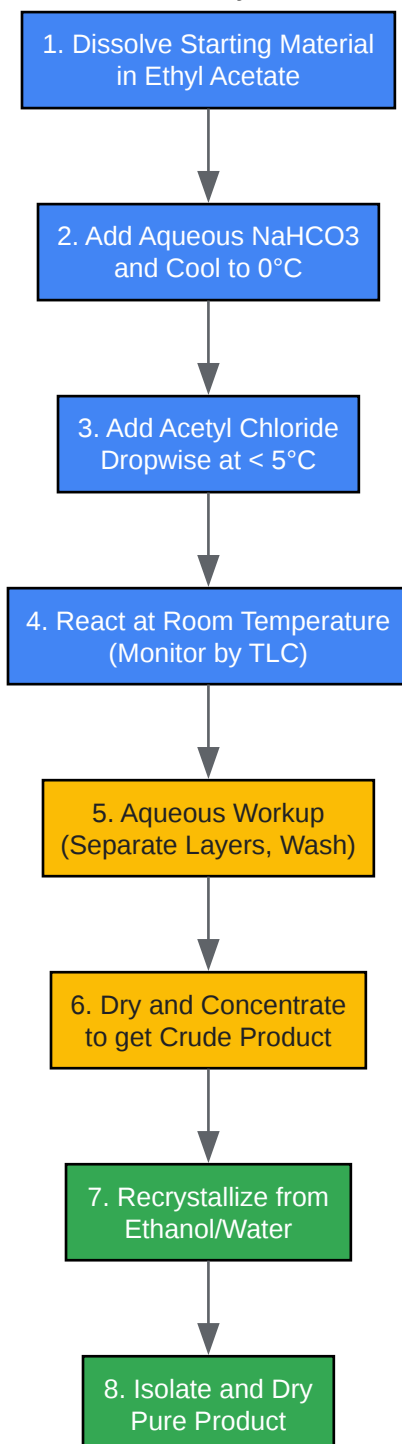 1. Dissolve Starting Material
in Ethyl Acetate
2. Add Aqueous NaHCO3
and Cool to 0°C
3. Add Acetyl Chloride
Dropwise at < 5°C
4. React at Room Temperature
(Monitor by TLC)
5. Aqueous Workup
(Separate Layers, Wash)
6. Dry and Concentrate
to get Crude Product
7. Recrystallize from
Ethanol/Water
8. Isolate and Dry
Pure Product